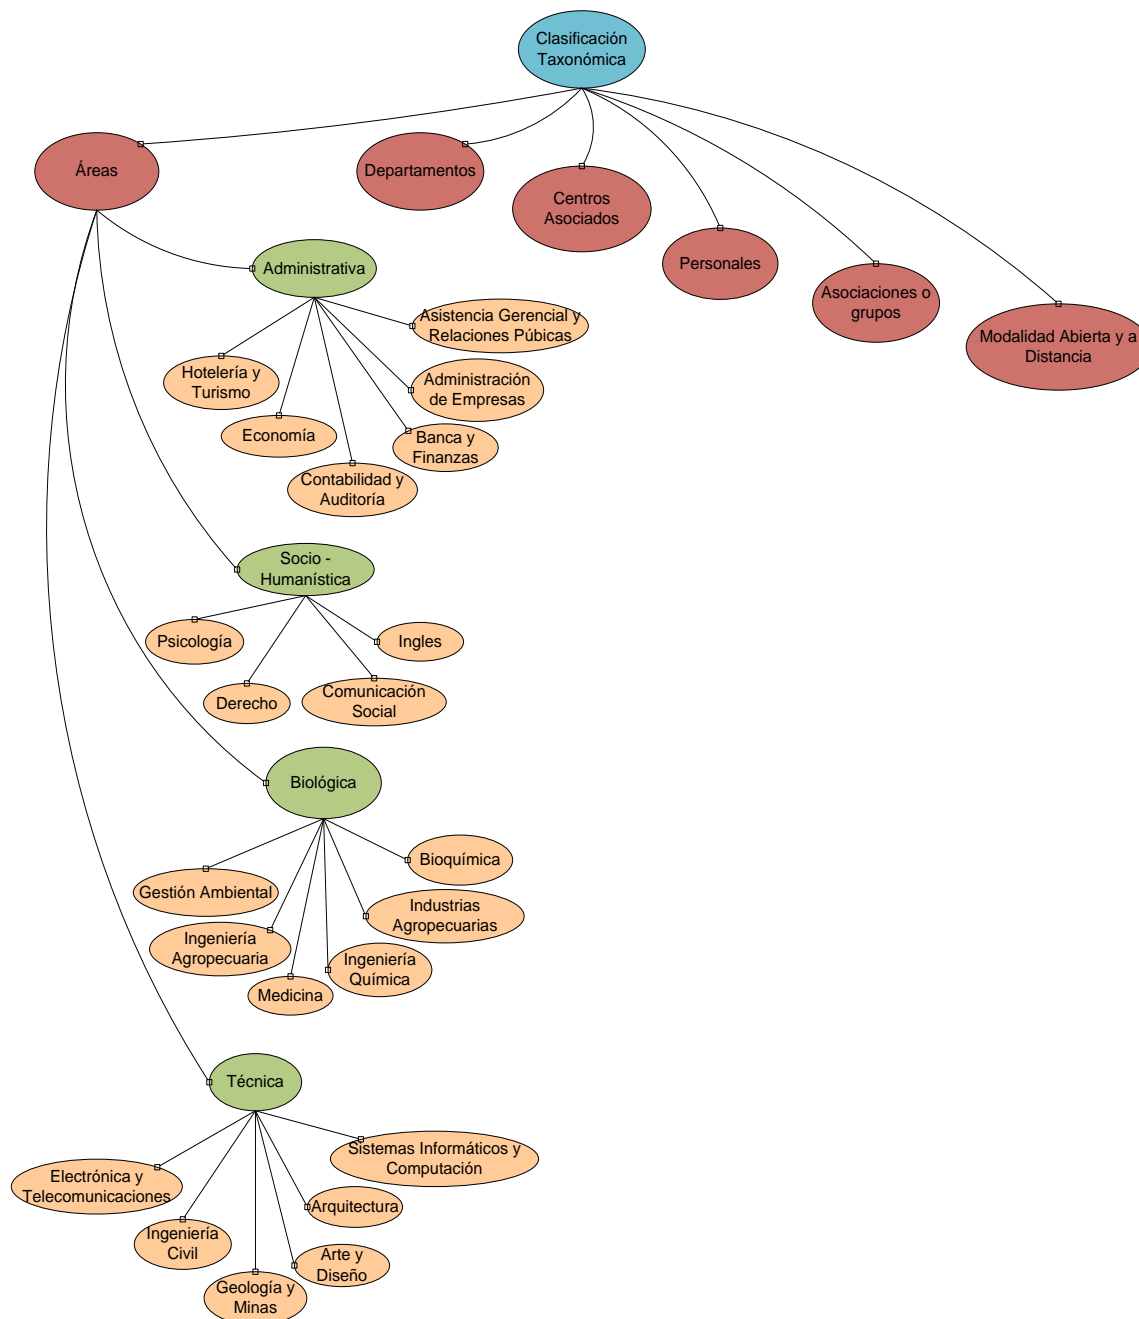 Clasificación
Taxonómica
Áreas
Departamentos
Centros
Asociados
Personales
Asociaciones o
grupos
Modalidad Abierta y a
Distancia
Administrativa
Asistencia Gerencial y
Relaciones Púbicas
Hotelería y
Turismo
Administración
de Empresas
Economía
Banca y
Finanzas
Contabilidad y
Auditoría
Socio -
Humanística
Psicología
Ingles
Derecho
Comunicación
Social
Biológica
Bioquímica
Gestión Ambiental
Industrias
Agropecuarias
Ingeniería
Agropecuaria
Ingeniería
Química
Medicina
Técnica
Sistemas Informáticos y
Computación
Electrónica y
Telecomunicaciones
Arquitectura
Ingeniería
Civil
Arte y
Diseño
Geología y
Minas